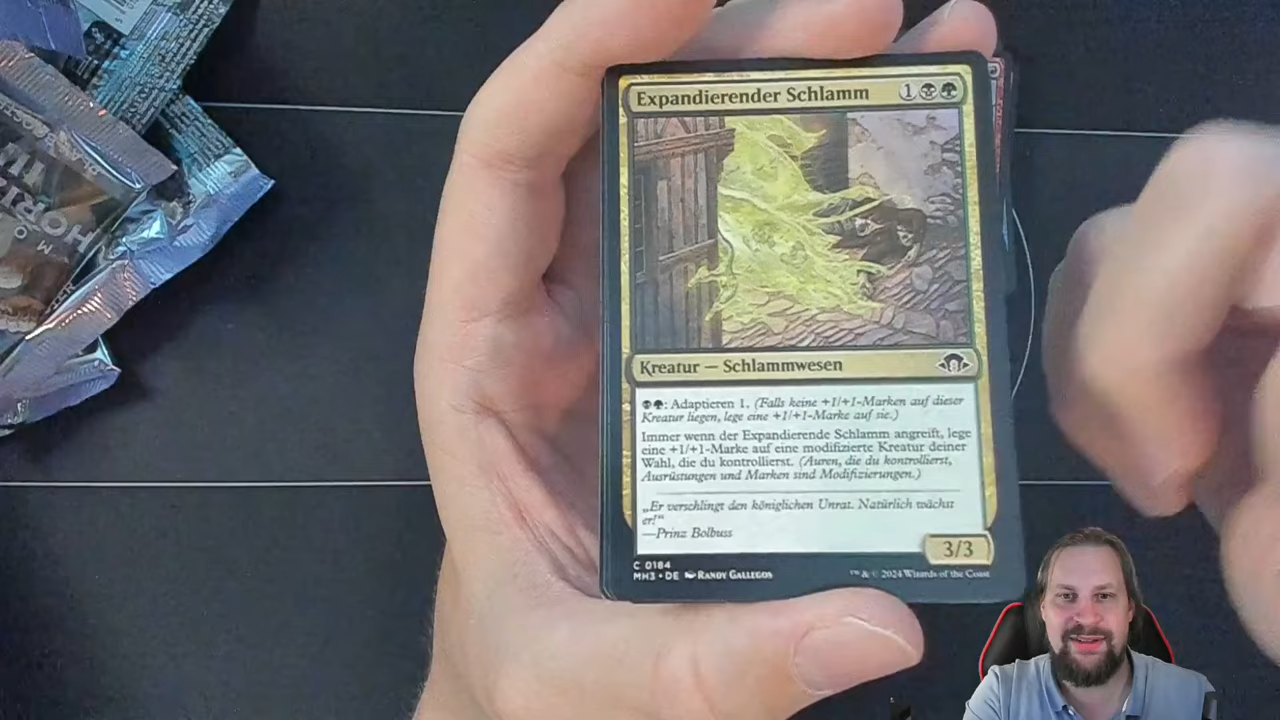 Expandierender Schlamm 1
Kreatur — Schlammwesen
: Adaptieren 1. (Falls keine +1/+1-Marken auf dieser
Kreatur liegen, lege eine +1/+1-Marke auf sie.)
Immer wenn der Expandierende Schlamm angreift, lege
eine +1/+1-Marke auf eine modifizierte Kreatur deiner
Wahl, die du kontrollierst. (Auren, die du kontrollierst,
Ausrüstungen und Marken sind Modifizierungen.)
„Er verschlingt den königlichen Unrat. Natürlich wächst
er!“
—Prinz Bolbuss
3/3
C 0184
MH3 • DE Randy Gallegos
™ & © 2024 Wizards of the Coast